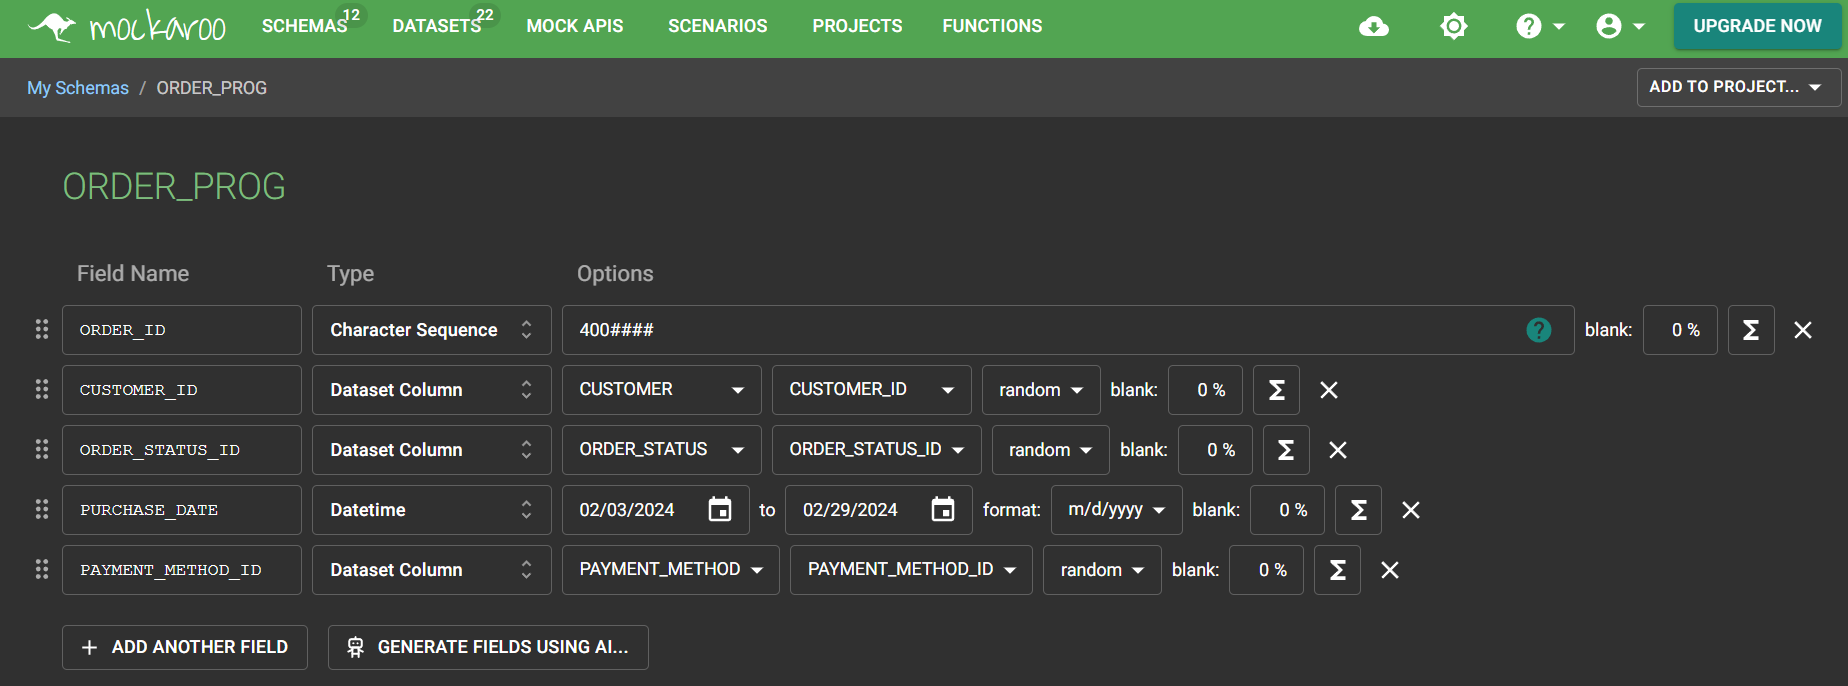 mockaroo SCHEMAS 12 DATASETS 22 MOCK APIS SCENARIOS PROJECTS FUNCTIONS ? UPGRADE NOW
My Schemas / ORDER_PROG ADD TO PROJECT...
ORDER_PROG
Field Name Type Options
ORDER_ID Character Sequence 400#### ? blank: 0 % Σ
CUSTOMER_ID Dataset Column CUSTOMER CUSTOMER_ID random blank: 0 % Σ
ORDER_STATUS_ID Dataset Column ORDER_STATUS ORDER_STATUS_ID random blank: 0 % Σ
PURCHASE_DATE Datetime 02/03/2024 to 02/29/2024 format: m/d/yyyy blank: 0 % Σ
PAYMENT_METHOD_ID Dataset Column PAYMENT_METHOD PAYMENT_METHOD_ID random blank: 0 % Σ
+ ADD ANOTHER FIELD GENERATE FIELDS USING AI...